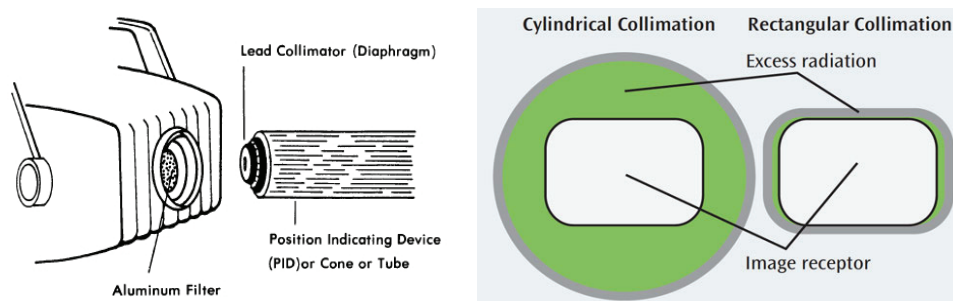 Lead Collimator (Diaphragm)
Position Indicating Device
(PID)or Cone or Tube
Aluminum Filter
Cylindrical Collimation
Rectangular Collimation
Excess radiation
Image receptor